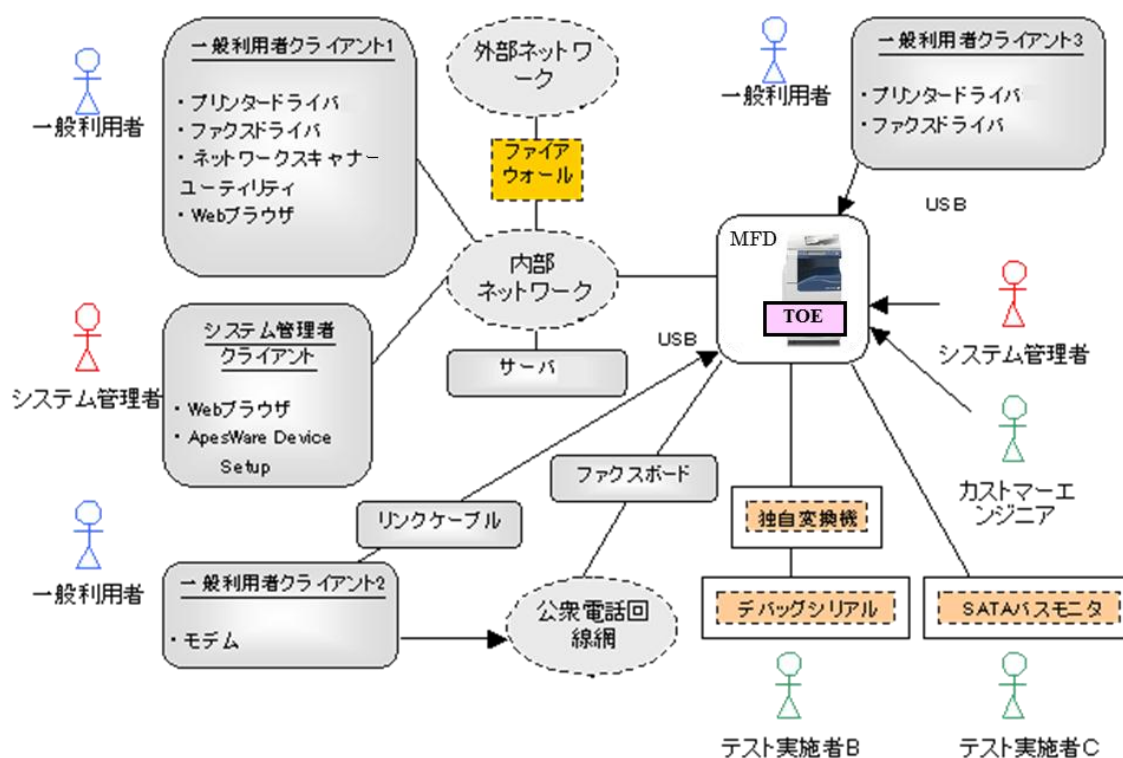 一般利用者クライアント1
・プリンタードライバ
・ファクスドライバ
・ネットワークスキャナー
ユーティリティ
・Webブラウザ
一般利用者
外部ネットワ
ーク
ファイア
ウォール
内部
ネットワーク
サーバ
一般利用者
一般利用者クライアント3
・プリンタードライバ
・ファクスドライバ
USB
MFD
TOE
システム管理者
カストマーエ
ンジニア
システム管理者
クライアント
・Webブラウザ
・ApesWare Device
Setup
システム管理者
USB
ファクスボード
リンクケーブル
一般利用者
一般利用者クライアント2
・モデム
公衆電話回
線網
独自変換機
デバッグシリアル
SATAバスモニタ
テスト実施者B
テスト実施者C